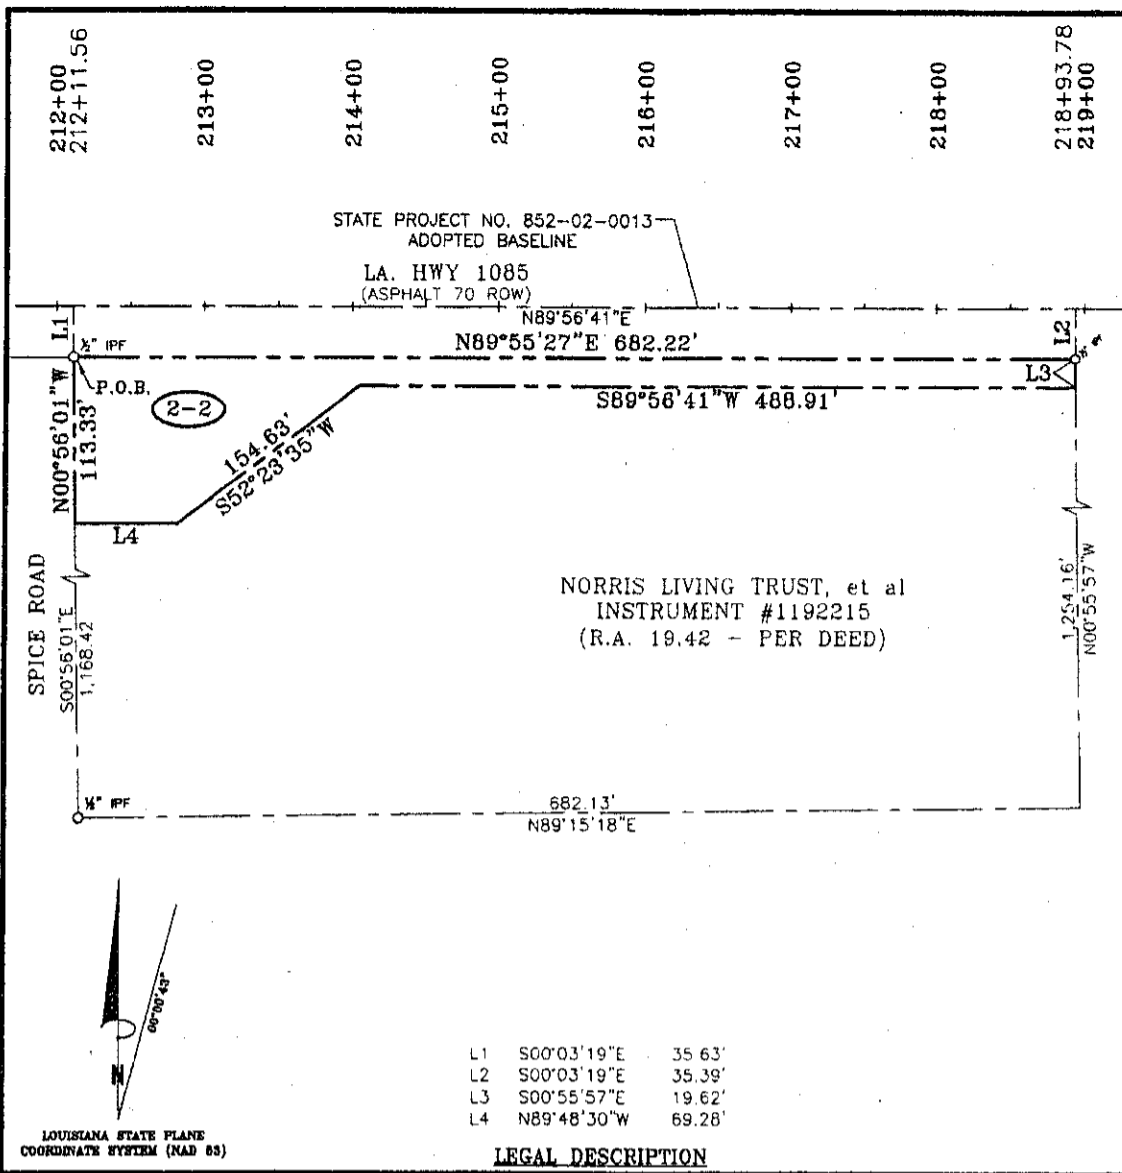 212+00
212+11.56
213+00
214+00
215+00
216+00
217+00
218+00
218+93.78
219+00
STATE PROJECT NO. 852-02-0013
ADOPTED BASELINE
LA. HWY 1085
(ASPHALT 70 ROW)
N89°56'41"E
L1
L2
½" IPF
N89°55'27"E 682.22'
P.O.B.
L3
2-2
S89°56'41"W 488.91'
N00°56'01"W
113.33'
154.63'
S52°23'35"W
L4
SPICE ROAD
S00°56'01"E
1,168.42
NORRIS LIVING TRUST, et al
INSTRUMENT #1192215
(R.A. 19.42 - PER DEED)
1,254.16'
N00°55'57"W
½" IPF
682.13'
N89°15'18"E
00°00'43"
N
LOUISIANA STATE PLANE
COORDINATE SYSTEM (NAD 83)
L1 S00°03'19"E 35.63'
L2 S00°03'19"E 35.39'
L3 S00°55'57"E 19.62'
L4 N89°48'30"W 69.28'
LEGAL DESCRIPTION